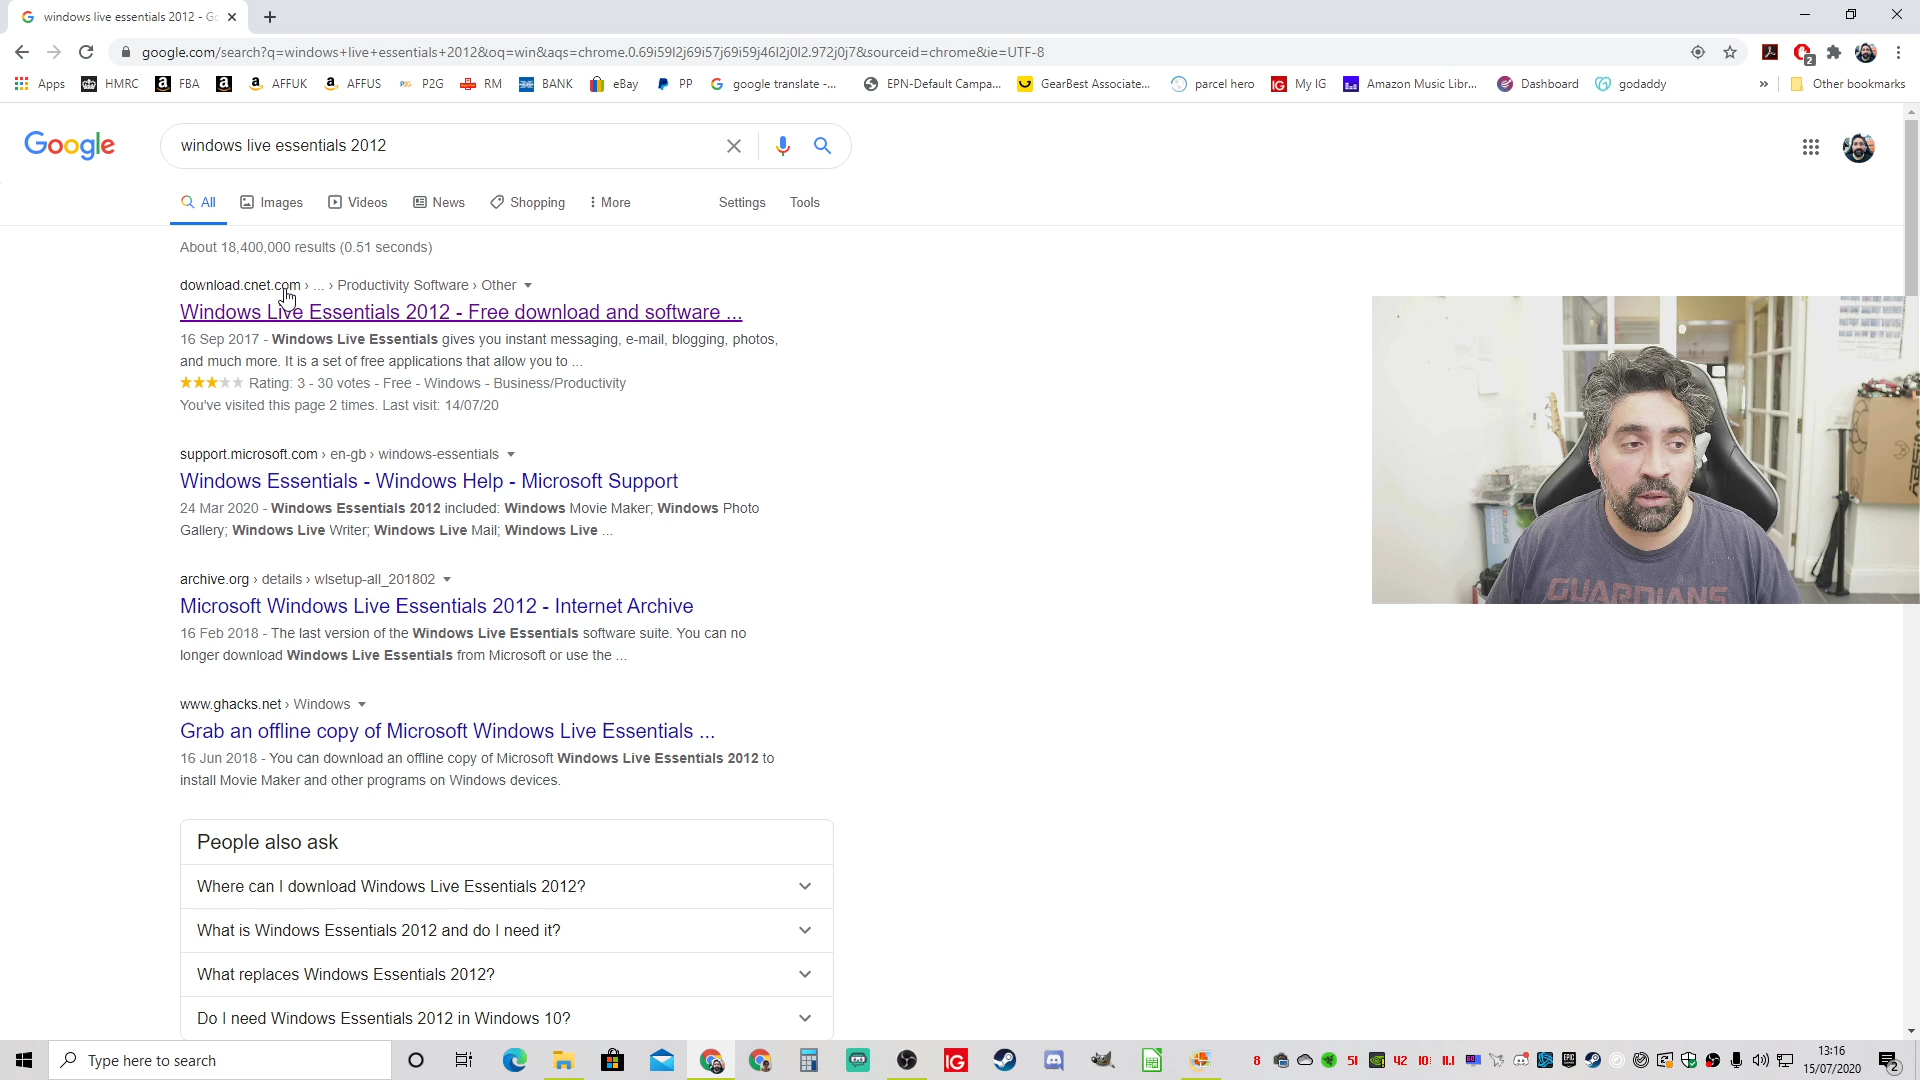 windows live essentials 2012 - Go
google.com/search?q=windows+live+essentials+2012&oq=win&aqs=chrome.0.69i59l2j69i57j69i59j46l2j0l2.972j0j7&sourceid=chrome&ie=UTF-8
2
Apps HMRC FBA AFFUK AFFUS P2G P2G RM BANK eBay PP google translate -... EPN-Default Campa... GearBest Associate... parcel hero My IG Amazon Music Libr... Dashboard godaddy » Other bookmarks
Google
windows live essentials 2012
All Images Videos News Shopping More Settings Tools
About 18,400,000 results (0.51 seconds)
download.cnet.com › ... › Productivity Software › Other
Windows Live Essentials 2012 - Free download and software ...
16 Sep 2017 - Windows Live Essentials gives you instant messaging, e-mail, blogging, photos,
and much more. It is a set of free applications that allow you to ...
Rating: 3 - 30 votes - Free - Windows - Business/Productivity
You've visited this page 2 times. Last visit: 14/07/20
support.microsoft.com › en-gb › windows-essentials
Windows Essentials - Windows Help - Microsoft Support
24 Mar 2020 - Windows Essentials 2012 included: Windows Movie Maker; Windows Photo
Gallery; Windows Live Writer; Windows Live Mail; Windows Live ...
archive.org › details › wlsetup-all_201802
Microsoft Windows Live Essentials 2012 - Internet Archive
16 Feb 2018 - The last version of the Windows Live Essentials software suite. You can no
longer download Windows Live Essentials from Microsoft or use the ...
www.ghacks.net › Windows
Grab an offline copy of Microsoft Windows Live Essentials ...
16 Jun 2018 - You can download an offline copy of Microsoft Windows Live Essentials 2012 to
install Movie Maker and other programs on Windows devices.
People also ask
Where can I download Windows Live Essentials 2012?
What is Windows Essentials 2012 and do I need it?
What replaces Windows Essentials 2012?
Do I need Windows Essentials 2012 in Windows 10?
GUARDIANS
Type here to search
IG
8 51 42
13:16
15/07/2020
2